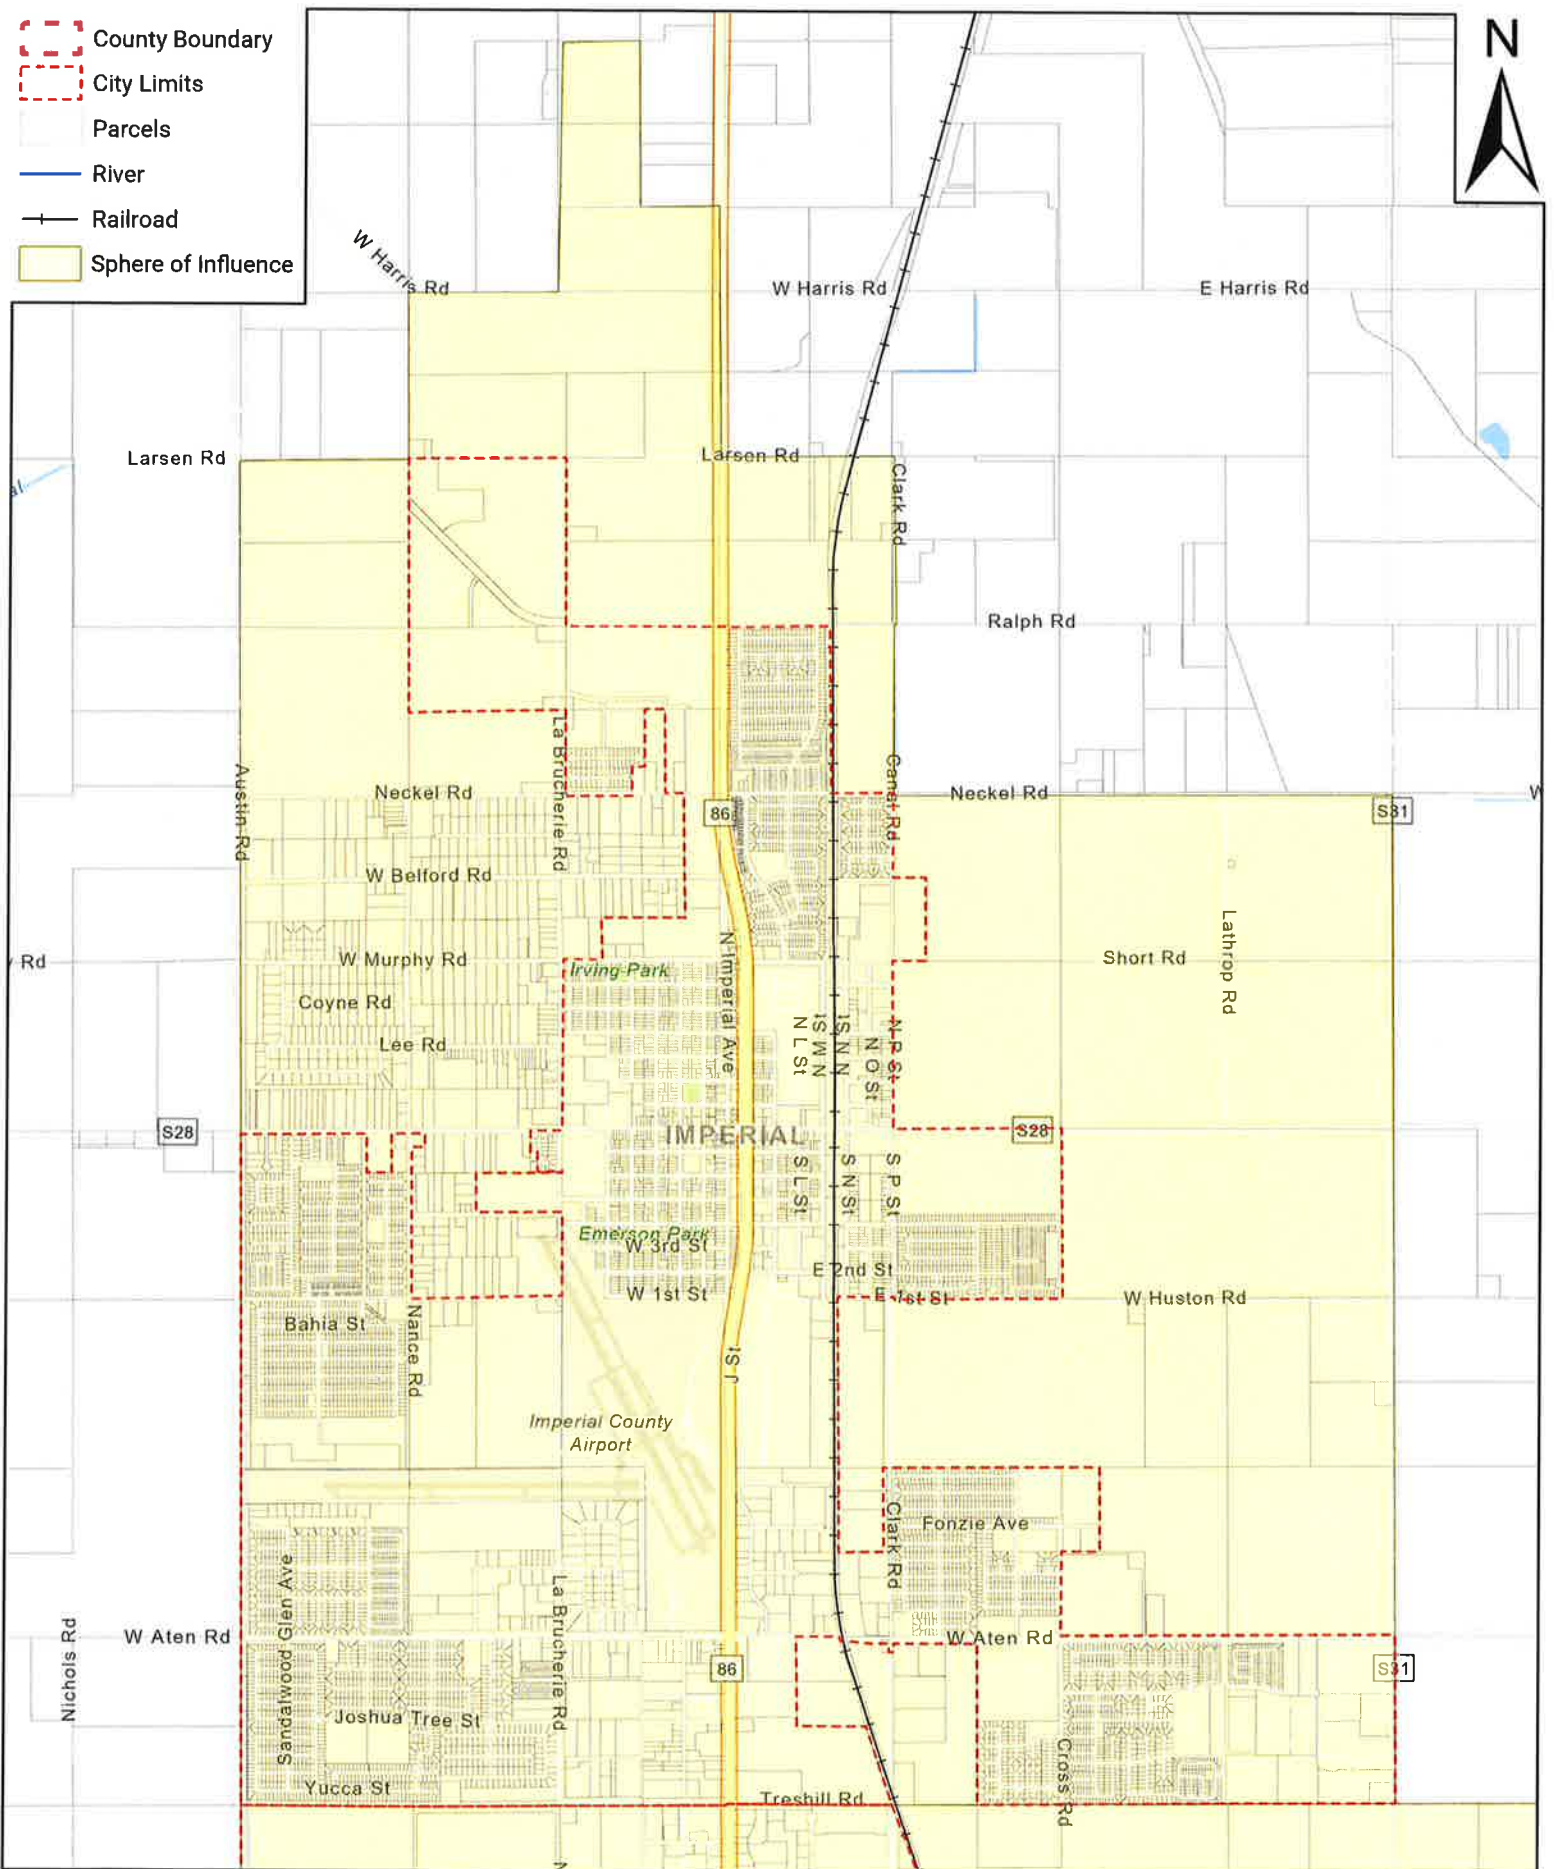 County Boundary
City Limits
Parcels
River
Railroad
Sphere of Influence
N
W Harris Rd
W Harris Rd
E Harris Rd
Larsen Rd
Larsen Rd
al
Clark Rd
Ralph Rd
La Brucherie Rd
Austin Rd
Neckel Rd
Canal Rd
Neckel Rd
W
86
S31
W Belford Rd
Lathrop Rd
N Imperial Ave
W Murphy Rd
Irving Park
Short Rd
Rd
Coyne Rd
N L St
N M St
N N St
N O St
N P St
Lee Rd
S28
IMPERIAL
S28
S L St
S N St
S P St
Emerson Park
W 3rd St
E 2nd St
W 1st St
E 1st St
W Huston Rd
Bahia St
Nance Rd
J St
Imperial County
Airport
Clark Rd
Fonzie Ave
Sandalwood Glen Ave
La Brucherie Rd
Nichols Rd
W Aten Rd
W Aten Rd
86
S31
Joshua Tree St
Cross Rd
Yucca St
Treshill Rd
N